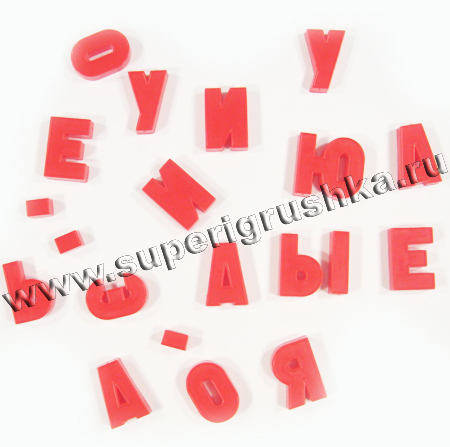 О У И У
Е И Ю А
Ь А Ы Е
А О Я
www.superigrushka.ru